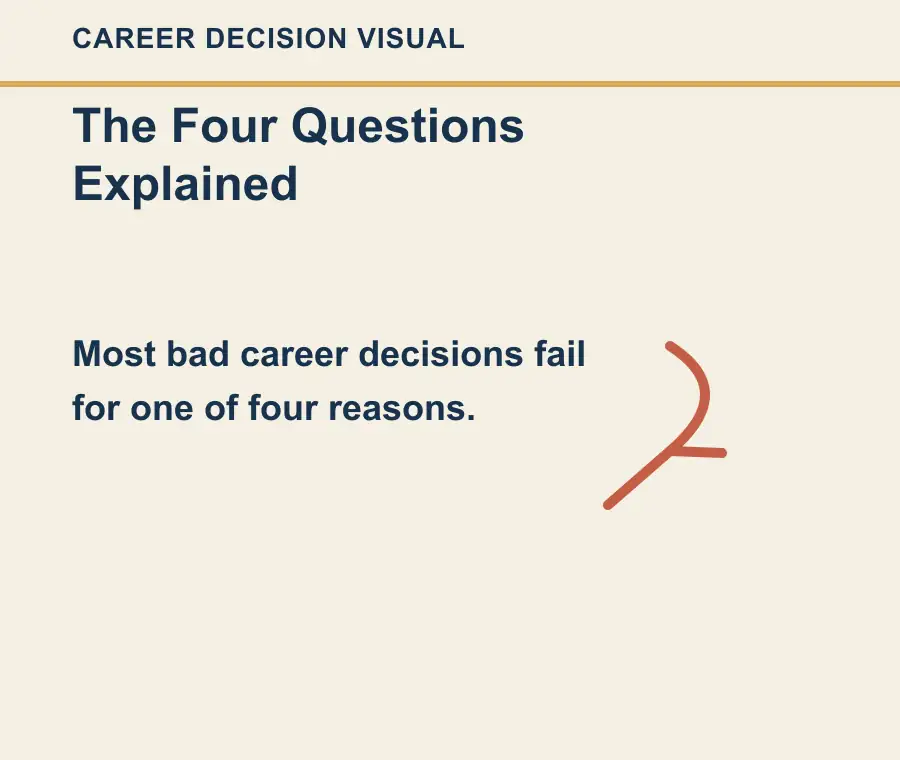 CAREER DECISION VISUAL
The Four Questions
Explained
Most bad career decisions fail
for one of four reasons.